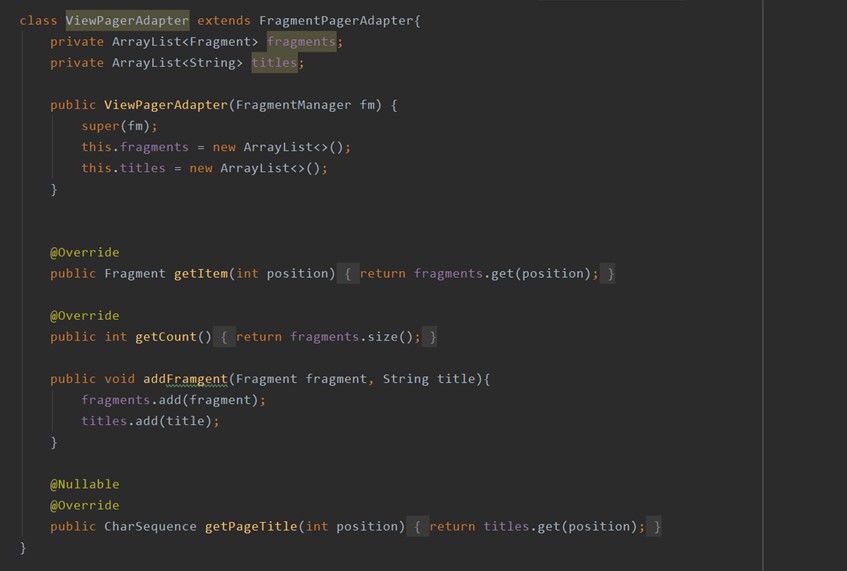 class ViewPagerAdapter extends FragmentPagerAdapter{
private ArrayList<Fragment> fragments;
private ArrayList<String> titles;
public ViewPagerAdapter(FragmentManager fm) {
super(fm);
this.fragments = new ArrayList<>();
this.titles = new ArrayList<>();
}
@Override
public Fragment getItem(int position) { return fragments.get(position); }
@Override
public int getCount() { return fragments.size(); }
public void addFramgent(Fragment fragment, String title){
fragments.add(fragment);
titles.add(title);
}
@Nullable
@Override
public CharSequence getPageTitle(int position) { return titles.get(position); }
}